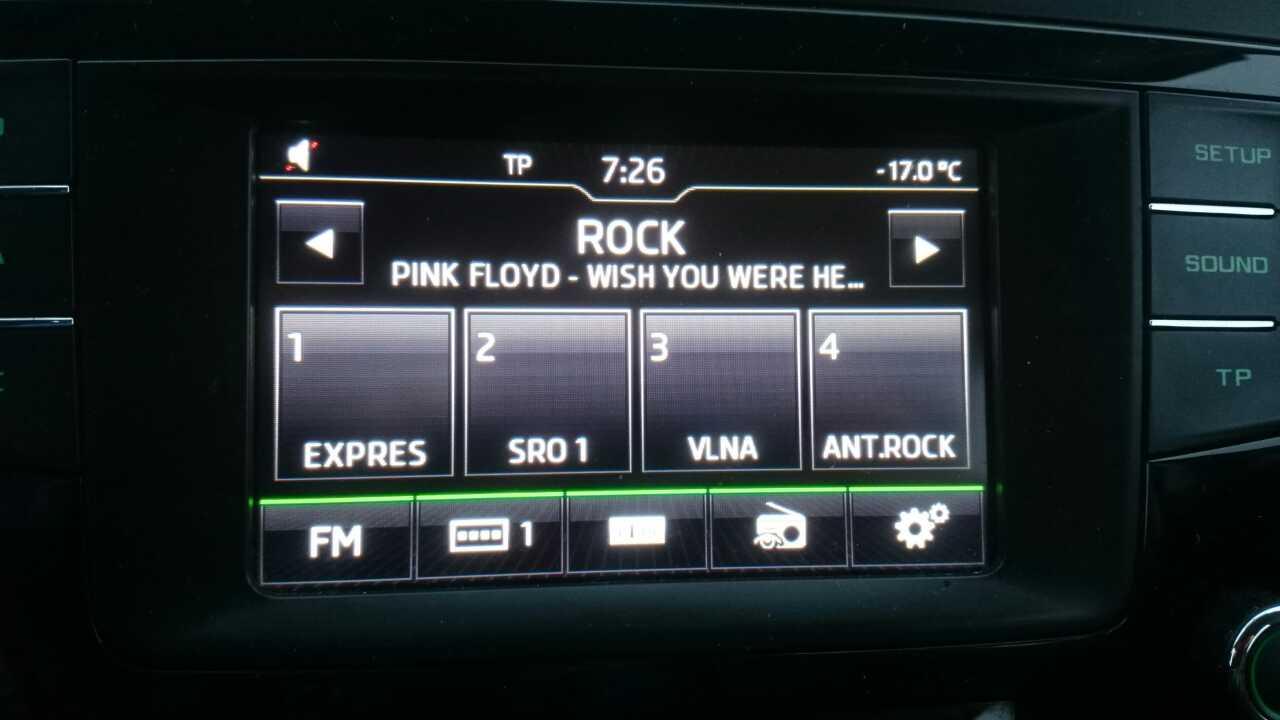 TP 7:26 -17.0 °C
ROCK
PINK FLOYD - WISH YOU WERE HE...
1 2 3 4
EXPRES SRO 1 VLNA ANT.ROCK
FM 1
SETUP
SOUND
TP